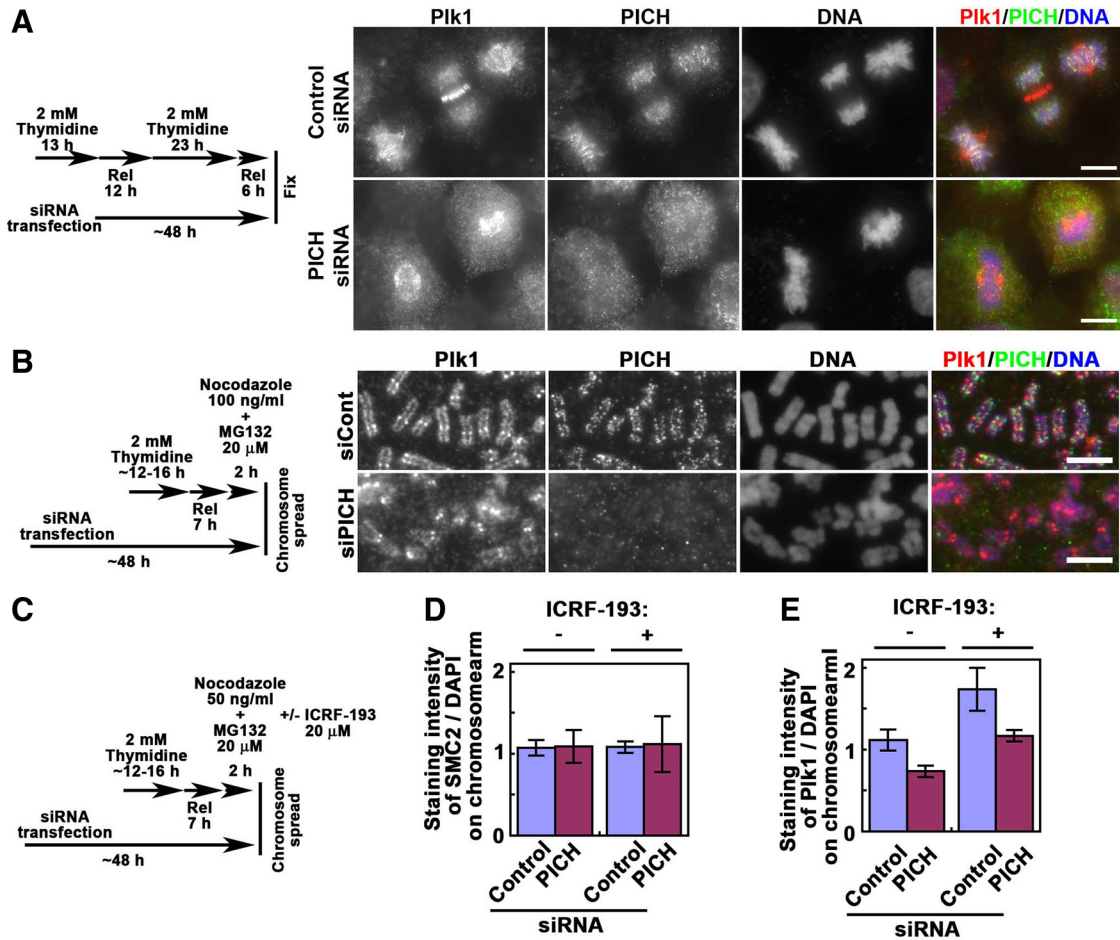 A
2 mM
Thymidine
13 h
2 mM
Thymidine
23 h
Rel
12 h
Rel
6 h
Fix
siRNA
transfection
~48 h
Plk1
PICH
DNA
Plk1/PICH/DNA
Control
siRNA
PICH
siRNA
B
Nocodazole
100 ng/ml
+
MG132
20 µM
2 mM
Thymidine
~12-16 h
2 h
Rel
7 h
siRNA
transfection
~48 h
Chromosome
spread
Plk1
PICH
DNA
Plk1/PICH/DNA
siCont
siPICH
C
Nocodazole
50 ng/ml
+
MG132
20 µM
+/- ICRF-193
20 µM
2 mM
Thymidine
~12-16 h
2 h
Rel
7 h
siRNA
transfection
~48 h
Chromosome
spread
D
ICRF-193:
- +
Staining intensity
of SMC2 / DAPI
on chromosomearm
2
1
0
Control
PICH
Control
PICH
siRNA
E
ICRF-193:
- +
Staining intensity
of Plk1 / DAPI
on chromosomearml
2
1
0
Control
PICH
Control
PICH
siRNA